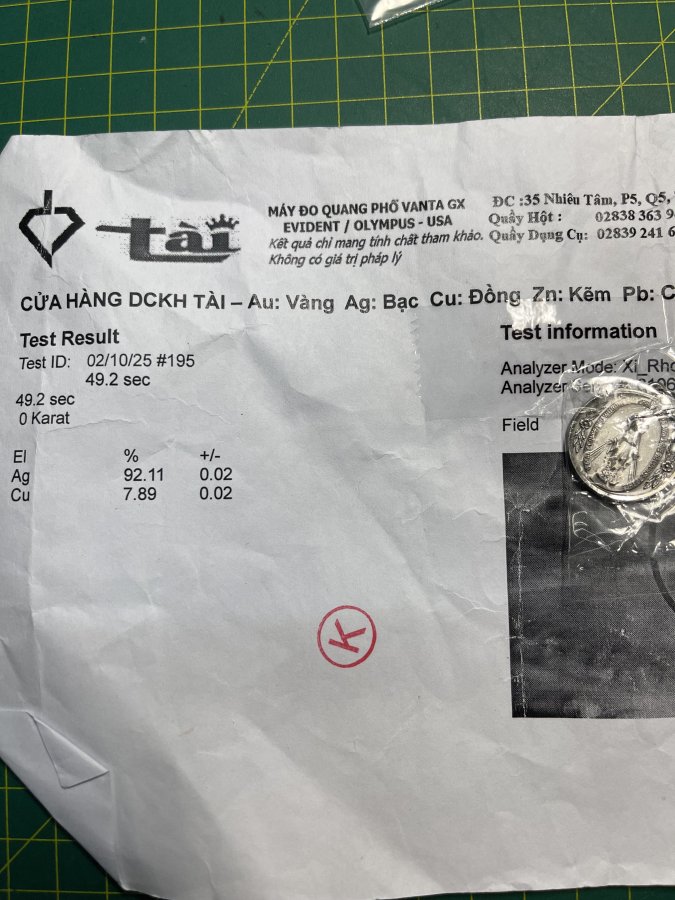 tài
MÁY ĐO QUANG PHỔ VANTA GX
EVIDENT / OLYMPUS - USA
Kết quả chỉ mang tính chất tham khảo.
Không có giá trị pháp lý
ĐC :35 Nhiêu Tâm, P5, Q5,
Quầy Hột : 02838 363 9
Quầy Dụng Cụ: 02839 241 6
CỬA HÀNG DCKH TÀI – Au: Vàng Ag: Bạc Cu: Đồng Zn: Kẽm Pb: C
Test Result
Test ID: 02/10/25 #195
49.2 sec
49.2 sec
0 Karat
El % +/-
Ag 92.11 0.02
Cu 7.89 0.02
Test information
Analyzer Mode: Xi_Rho
Analyzer
Field
K